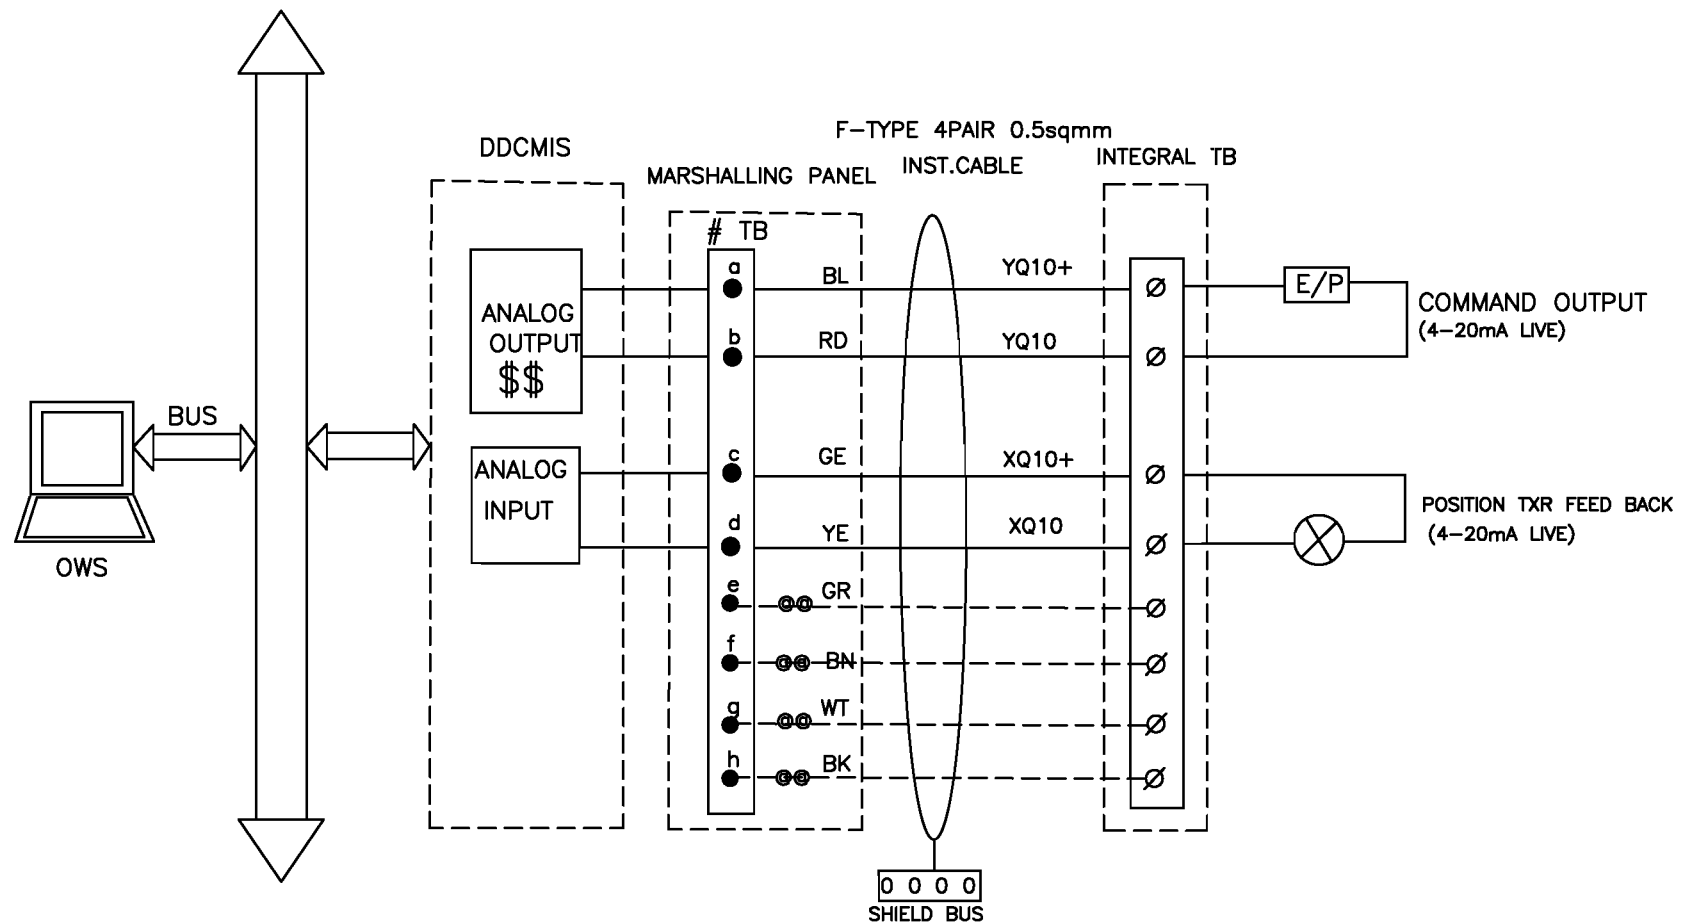 DDCMIS
F-TYPE 4PAIR 0.5sqmm
INST.CABLE
MARSHALLING PANEL
INTEGRAL TB
# TB
a
BL
YQ10+
E/P
COMMAND OUTPUT
(4-20mA LIVE)
ANALOG
OUTPUT
$$
b
RD
YQ10
BUS
ANALOG
INPUT
c
GE
XQ10+
POSITION TXR FEED BACK
(4-20mA LIVE)
d
YE
XQ10
OWS
e
@@
GR
f
@@
BN
g
@@
WT
h
@@
BK
0 0 0 0
SHIELD BUS